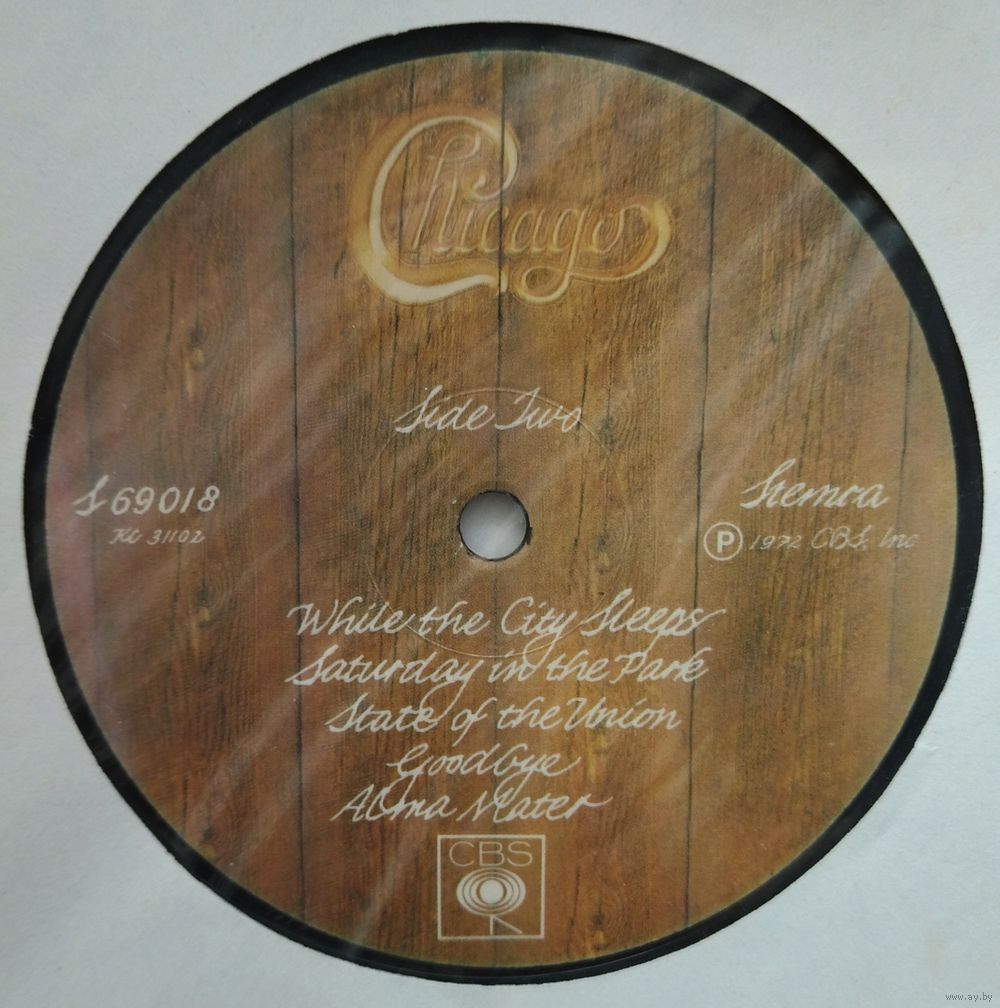 Chicago
Side Two
S 69018
KC 31102
Stemra
℗ 1972 CBS, Inc
While the City Sleeps
Saturday in the Park
State of the Union
Goodbye
Alma Mater
CBS
www.ay.by